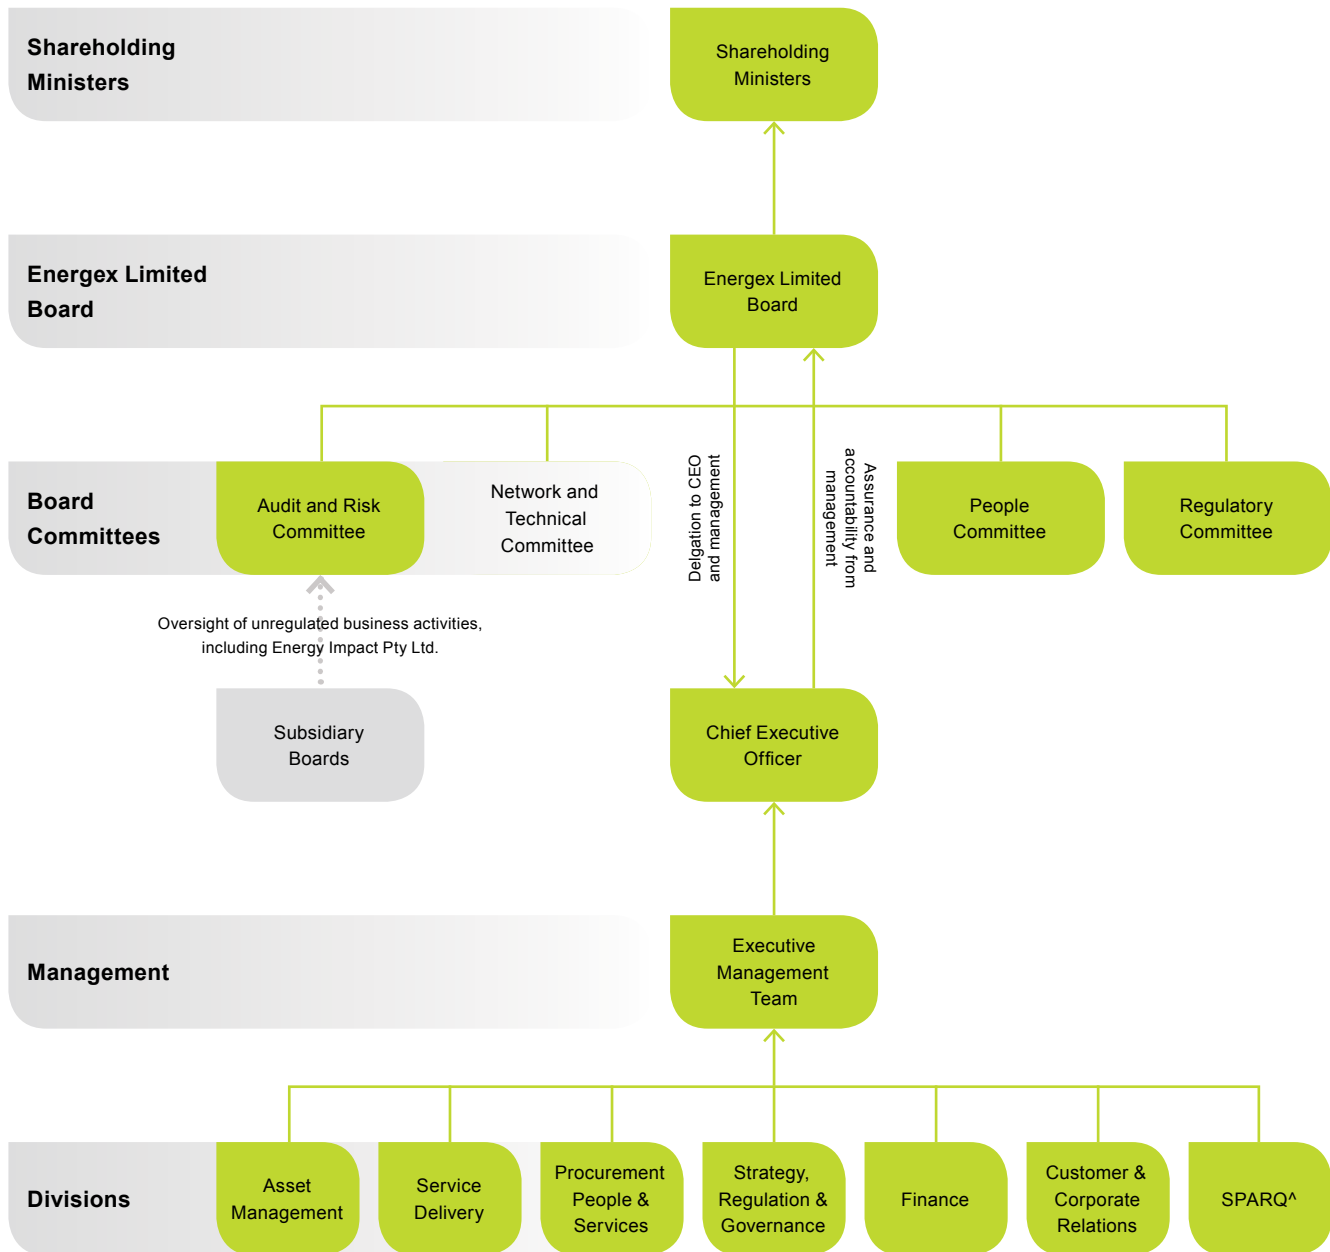 Shareholding
Ministers
Shareholding
Ministers
Energex Limited
Board
Energex Limited
Board
Board
Committees
Audit and Risk
Committee
Network and
Technical
Committee
Delgation to CEO
and management
Assurance and
accountability from
management
People
Committee
Regulatory
Committee
Oversight of unregulated business activities,
including Energy Impact Pty Ltd.
Subsidiary
Boards
Chief Executive
Officer
Management
Executive
Management
Team
Divisions
Asset
Management
Service
Delivery
Procurement
People &
Services
Strategy,
Regulation &
Governance
Finance
Customer &
Corporate
Relations
SPARQ^